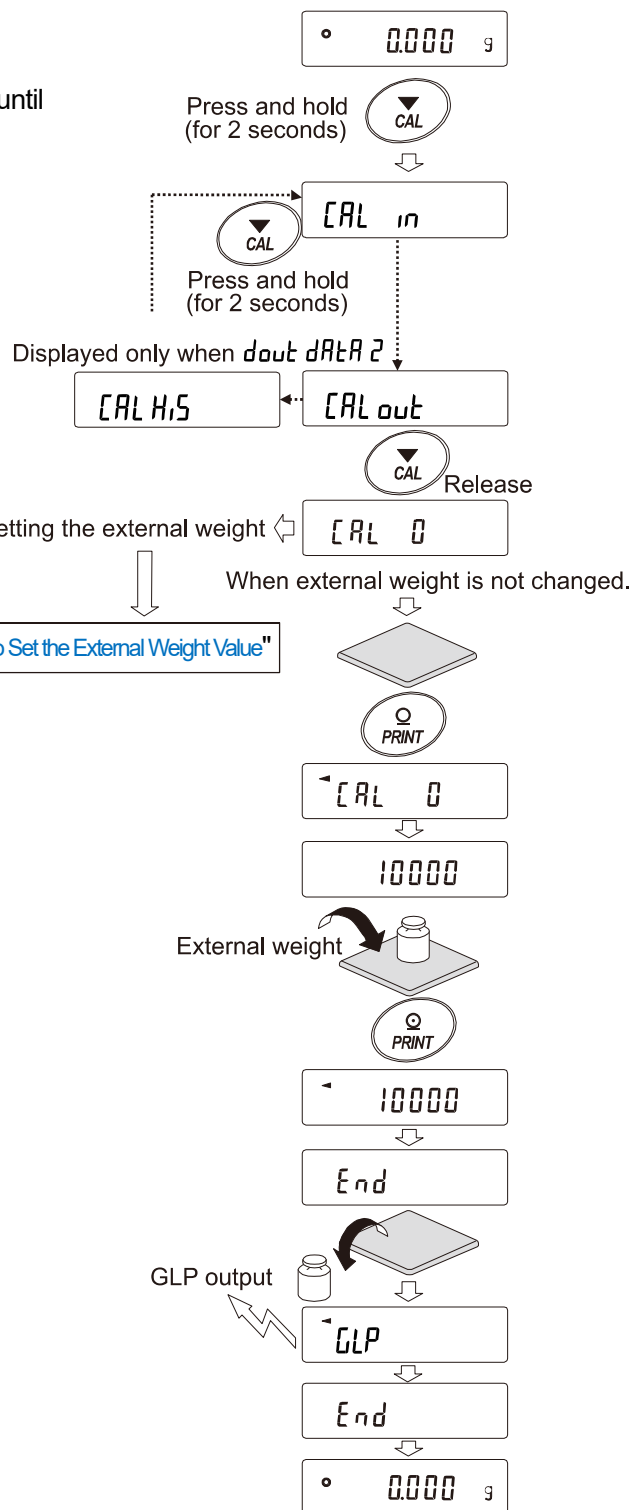 0.000 g
until
Press and hold
(for 2 seconds)
CAL
CAL in
CAL
Press and hold
(for 2 seconds)
Displayed only when dout dAtA 2
CAL HiS
CAL out
CAL
Release
etting the external weight
CAL 0
When external weight is not changed.
Set the External Weight Value"
PRINT
CAL 0
10000
External weight
PRINT
10000
End
GLP output
GLP
End
0.000 g